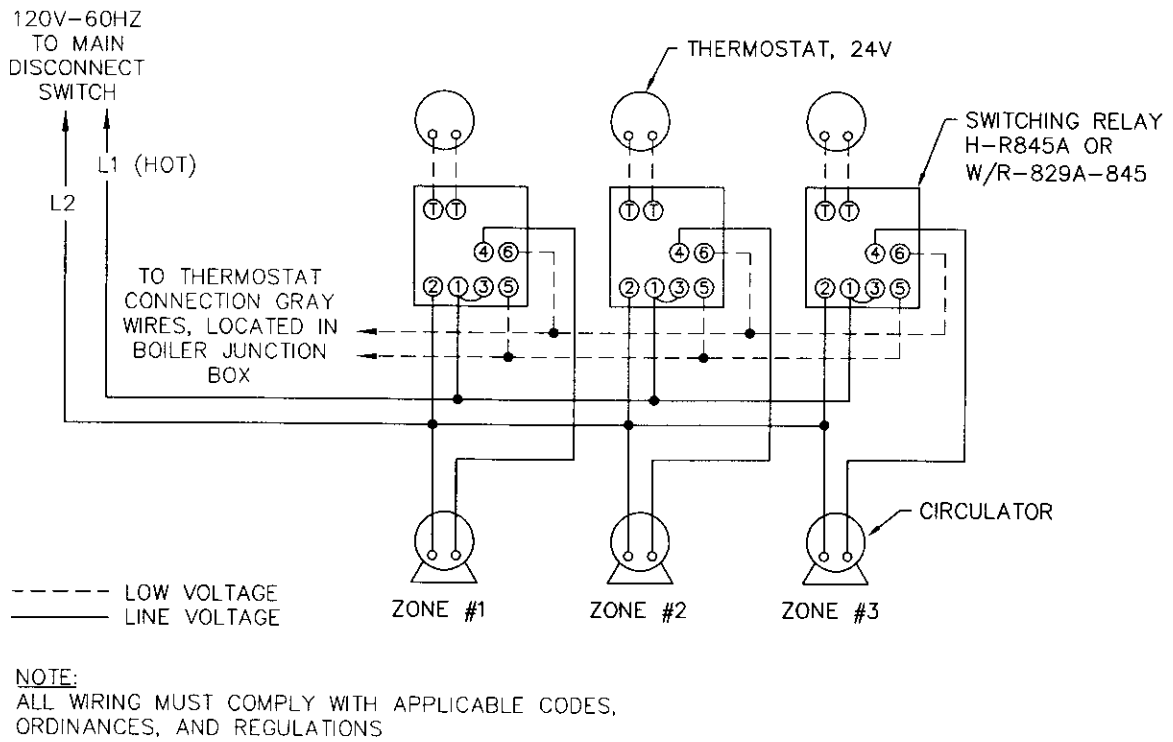 120V-60HZ
TO MAIN
DISCONNECT
SWITCH
L1 (HOT)
L2
THERMOSTAT, 24V
SWITCHING RELAY
H-R845A OR
W/R-829A-845
T T
4 6
2 1 3 5
T T
4 6
2 1 3 5
T T
4 6
2 1 3 5
TO THERMOSTAT
CONNECTION GRAY
WIRES, LOCATED IN
BOILER JUNCTION
BOX
CIRCULATOR
ZONE #1
ZONE #2
ZONE #3
LOW VOLTAGE
LINE VOLTAGE
NOTE:
ALL WIRING MUST COMPLY WITH APPLICABLE CODES,
ORDINANCES, AND REGULATIONS